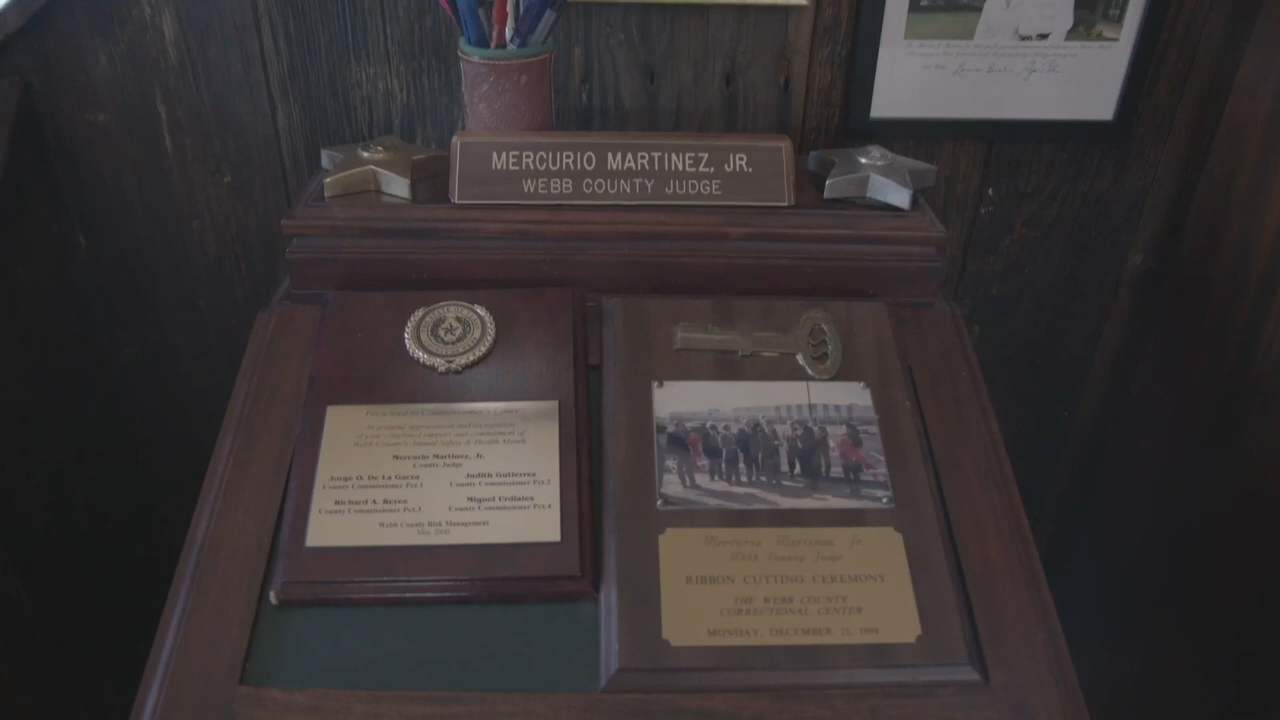 MERCURIO MARTINEZ, JR.
WEBB COUNTY JUDGE
Presented to Commissioner's Court
In grateful appreciation and recognition
of your continued support and commitment of
Webb County's Annual Safety & Health Month
Mercurio Martinez, Jr.
County Judge
Jorge O. De La Garza
County Commissioner Pct.1
Judith Gutierrez
County Commissioner Pct.2
Richard A. Reyes
County Commissioner Pct.3
Miguel Urdiales
County Commissioner Pct.4
Webb County Risk Management
May 2000
Mercurio Martinez Jr
Webb County Judge
RIBBON CUTTING CEREMONY
THE WEBB COUNTY
CORRECTIONAL CENTER
MONDAY, DECEMBER 21, 1998